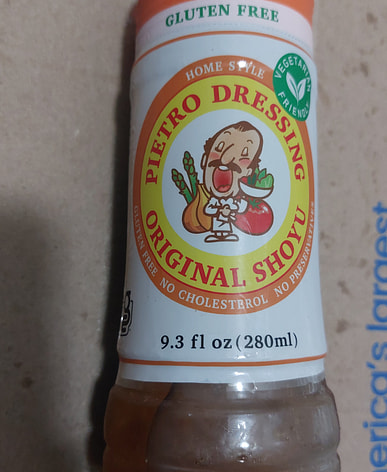 GLUTEN FREE
VEGETARIAN
FRIENDLY
HOME STYLE
PIETRO DRESSING
ORIGINAL SHOYU
GLUTEN FREE NO CHOLESTEROL NO PRESERVATIVES
9.3 fl oz (280ml)
erica's largest